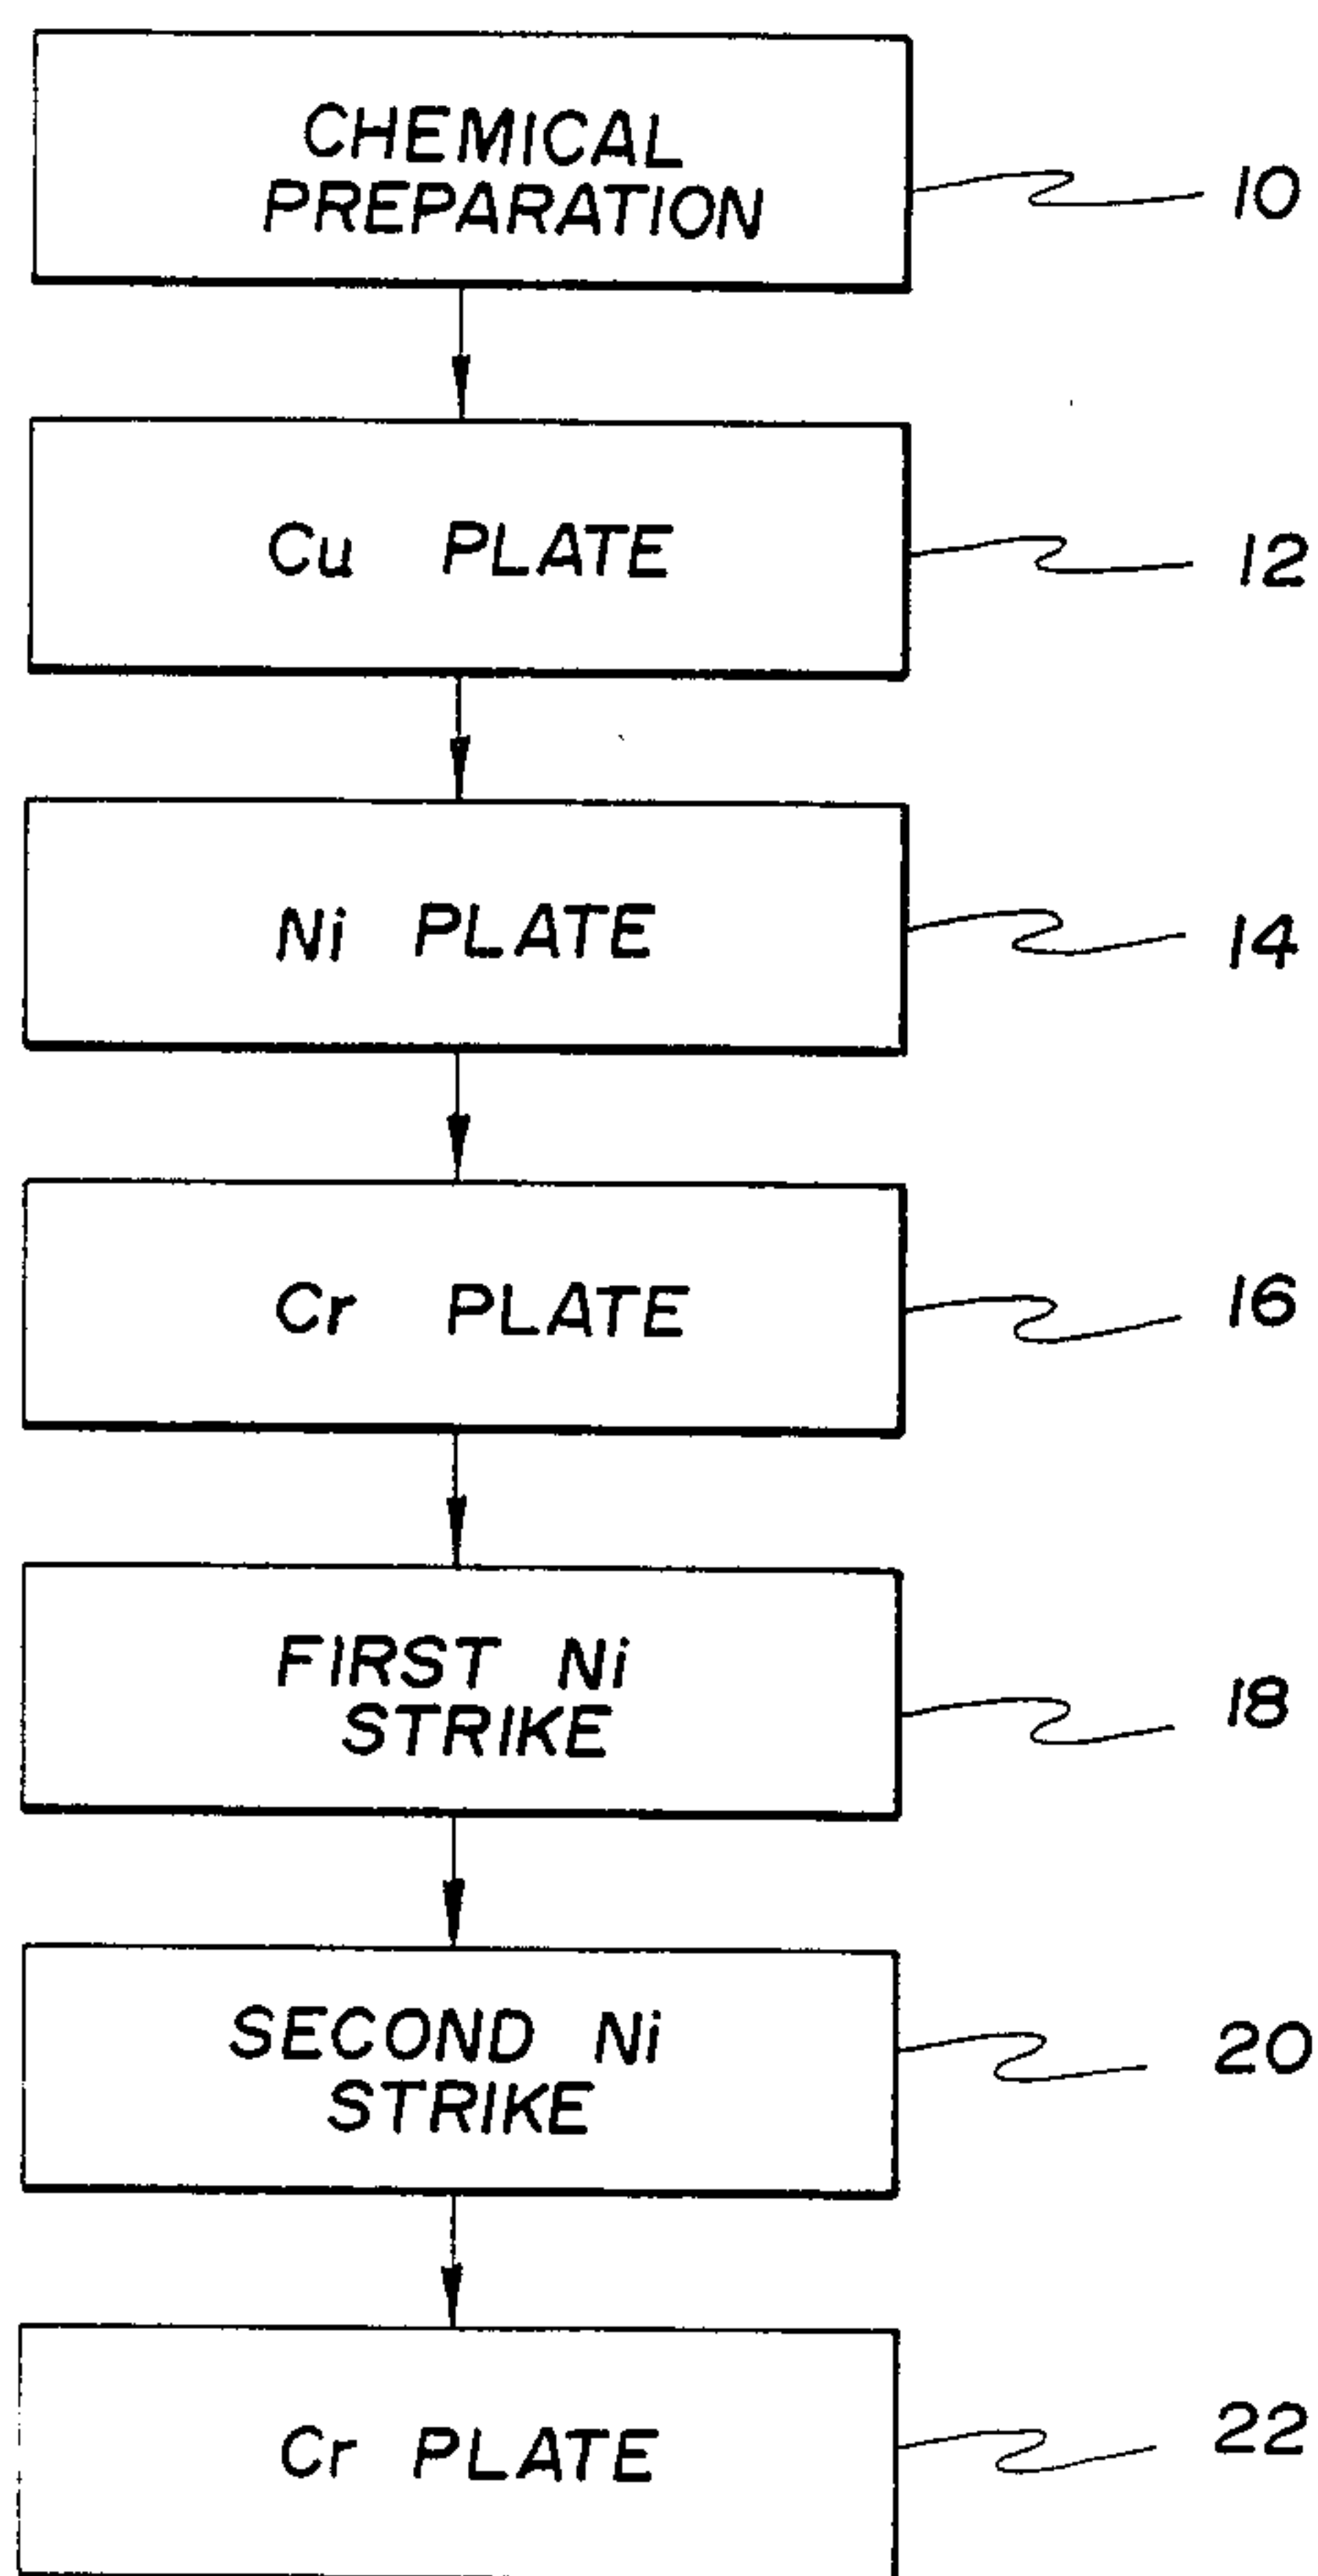 CHEMICAL
PREPARATION
10
Cu PLATE
12
Ni PLATE
14
Cr PLATE
16
FIRST Ni
STRIKE
18
SECOND Ni
STRIKE
20
Cr PLATE
22